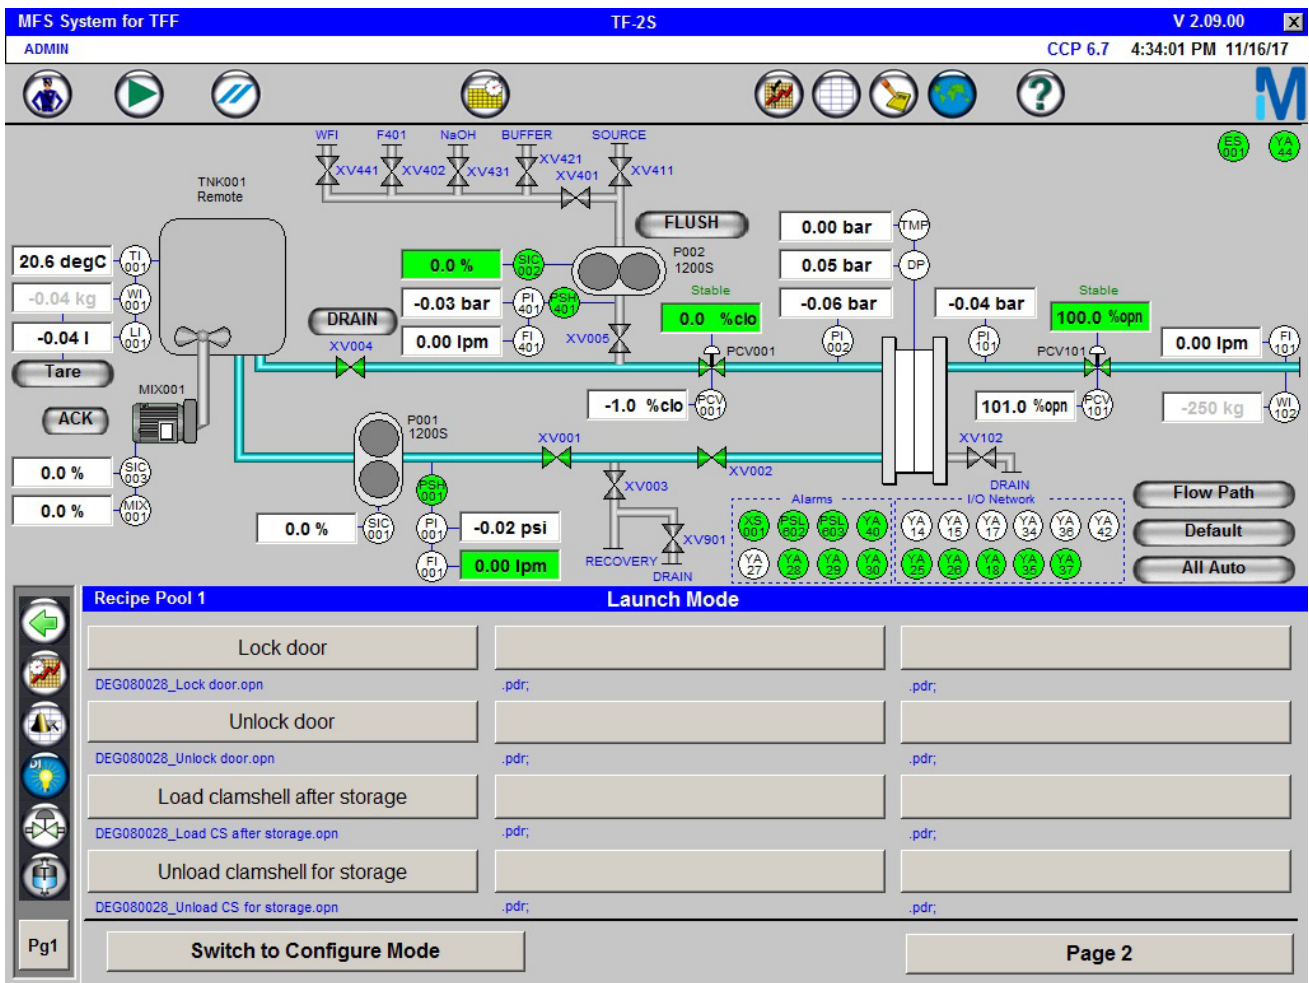 MFS System for TFF TF-2S V 2.09.00 X
ADMIN CCP 6.7 4:34:01 PM 11/16/17
WFI F401 NaOH BUFFER SOURCE
XV441 XV402 XV431 XV421 XV401 XV411
ES 001 YA 44
TNK001
Remote
FLUSH
0.00 bar TMP
20.6 degC TI 001
0.0 % SIC 002
P002
1200S
0.05 bar DP
-0.04 kg WI 001
-0.03 bar PI 401 PSH 401
Stable
-0.06 bar
-0.04 bar
Stable
DRAIN
0.0 %clo
100.0 %opn
-0.04 l LI 001
XV004
0.00 lpm FI 401
XV005
PCV001
PI 002
PI 101
PCV101
0.00 lpm FI 101
Tare
MIX001
-1.0 %clo PCV 001
101.0 %opn PCV 101
-250 kg WI 102
ACK
P001
1200S
XV001
XV002
XV102
DRAIN
0.0 % SIC 003
PSH 001
XV003
0.0 % MIX 001
0.0 % SIC 001
PI 001 -0.02 psi
FI 001 0.00 lpm
XV901
RECOVERY
DRAIN
Alarms
XS 001 PSL 602 PSL 603 YA 40
YA 27 YA 28 YA 29 YA 30
I/O Network
YA 14 YA 15 YA 17 YA 34 YA 36 YA 42
YA 25 YA 26 YA 18 YA 35 YA 37
Flow Path
Default
All Auto
Recipe Pool 1 Launch Mode
Lock door
DEG080028_Lock door.opn .pdr; .pdr;
Unlock door
DEG080028_Unlock door.opn .pdr; .pdr;
Load clamshell after storage
DEG080028_Load CS after storage.opn .pdr; .pdr;
Unload clamshell for storage
DEG080028_Unload CS for storage.opn .pdr; .pdr;
Pg1 Switch to Configure Mode Page 2